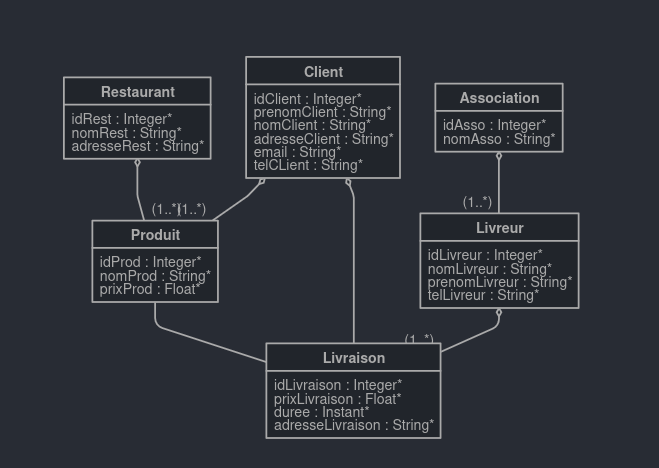 Restaurant
idRest : Integer*
nomRest : String*
adresseRest : String*
Client
idClient : Integer*
prenomClient : String*
nomClient : String*
adresseClient : String*
email : String*
telCLient : String*
Association
idAsso : Integer*
nomAsso : String*
(1..*)
(1..*)
(1..*)
Produit
idProd : Integer*
nomProd : String*
prixProd : Float*
Livreur
idLivreur : Integer*
nomLivreur : String*
prenomLivreur : String*
telLivreur : String*
(1..*)
Livraison
idLivraison : Integer*
prixLivraison : Float*
duree : Instant*
adresseLivraison : String*